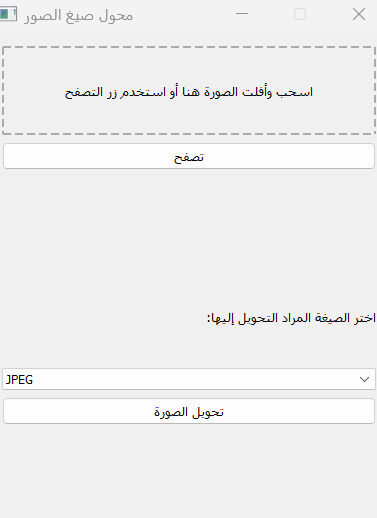 محول صيغ الصور
اسحب وأفلت الصورة هنا أو استخدم زر التصفح
تصفح
اختر الصيغة المراد التحويل إليها:
JPEG
تحويل الصورة